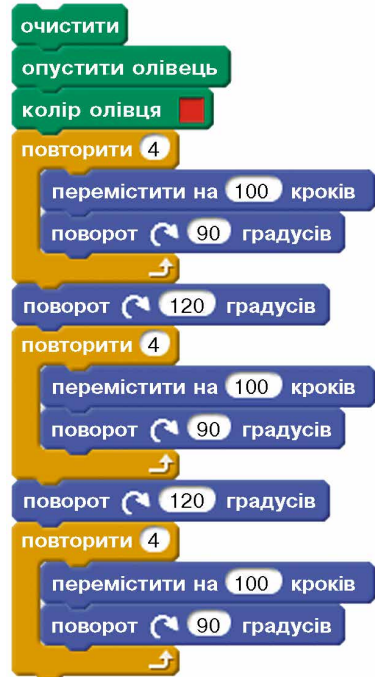 очистити
опустити олівець
колір олівця
повторити 4
перемістити на 100 кроків
поворот 90 градусів
поворот 120 градусів
повторити 4
перемістити на 100 кроків
поворот 90 градусів
поворот 120 градусів
повторити 4
перемістити на 100 кроків
поворот 90 градусів